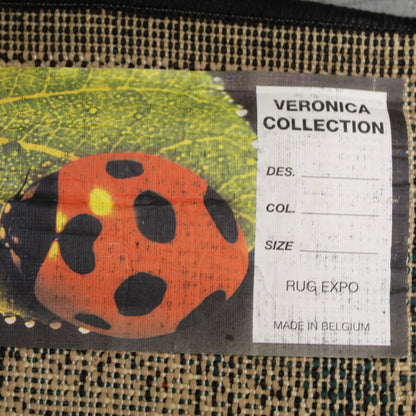 VERONICA
COLLECTION
DES.
COL.
SIZE
RUG EXPO
MADE IN BELGIUM